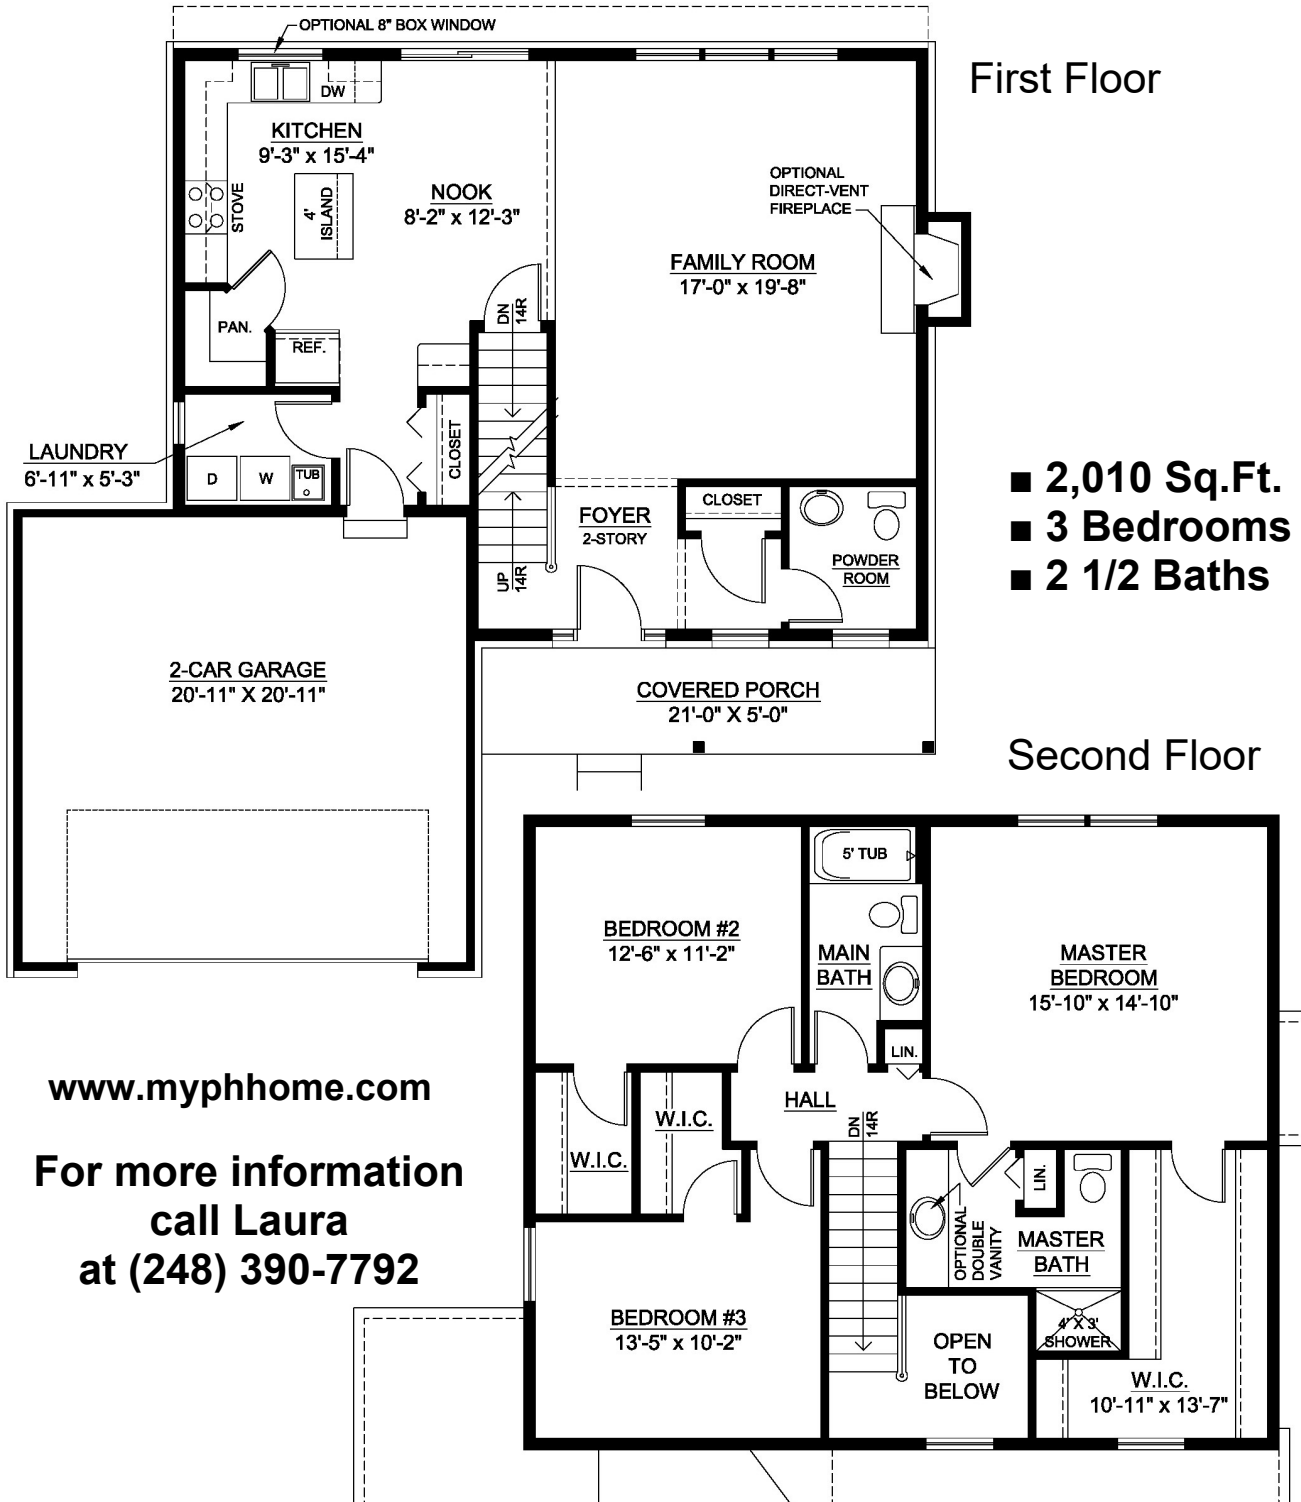 OPTIONAL 8" BOX WINDOW
First Floor
DW
KITCHEN
9'-3" x 15'-4"
STOVE
4'
ISLAND
NOOK
8'-2" x 12'-3"
OPTIONAL
DIRECT-VENT
FIREPLACE
FAMILY ROOM
17'-0" x 19'-8"
PAN.
REF.
DN
14R
LAUNDRY
6'-11" x 5'-3"
D
W
TUB
CLOSET
UP
14R
FOYER
2-STORY
CLOSET
POWDER
ROOM
■ 2,010 Sq.Ft.
■ 3 Bedrooms
■ 2 1/2 Baths
2-CAR GARAGE
20'-11" X 20'-11"
COVERED PORCH
21'-0" X 5'-0"
Second Floor
5' TUB
BEDROOM #2
12'-6" x 11'-2"
MAIN
BATH
MASTER
BEDROOM
15'-10" x 14'-10"
LIN.
HALL
DN
14R
W.I.C.
W.I.C.
LIN.
OPTIONAL
DOUBLE
VANITY
MASTER
BATH
4' X 3'
SHOWER
BEDROOM #3
13'-5" x 10'-2"
OPEN
TO
BELOW
W.I.C.
10'-11" x 13'-7"
www.myphhome.com
For more information
call Laura
at (248) 390-7792